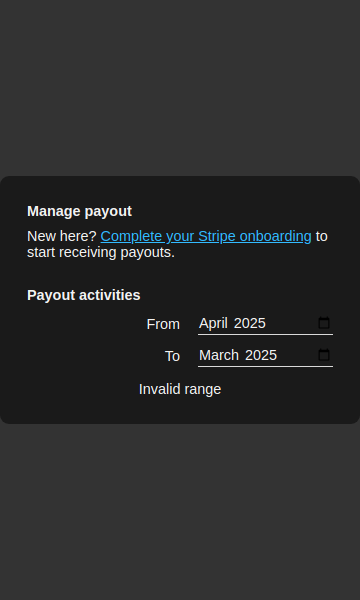 Manage payout
New here? Complete your Stripe onboarding to
start receiving payouts.
Payout activities
From April 2025
To March 2025
Invalid range